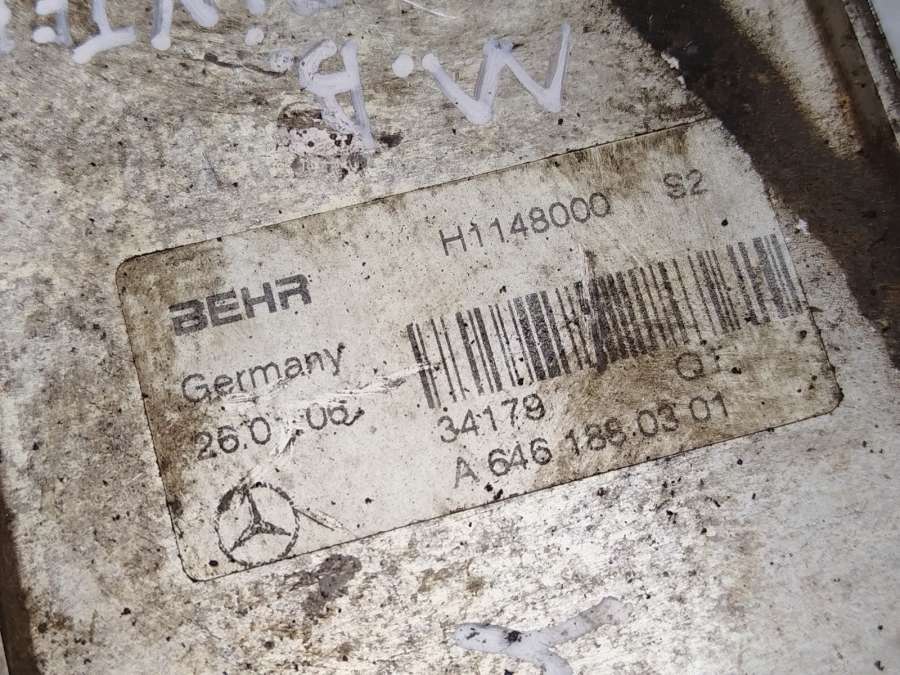 M.B.
H1148000 S2
BEHR
Germany
34179
A 646 188 03 01